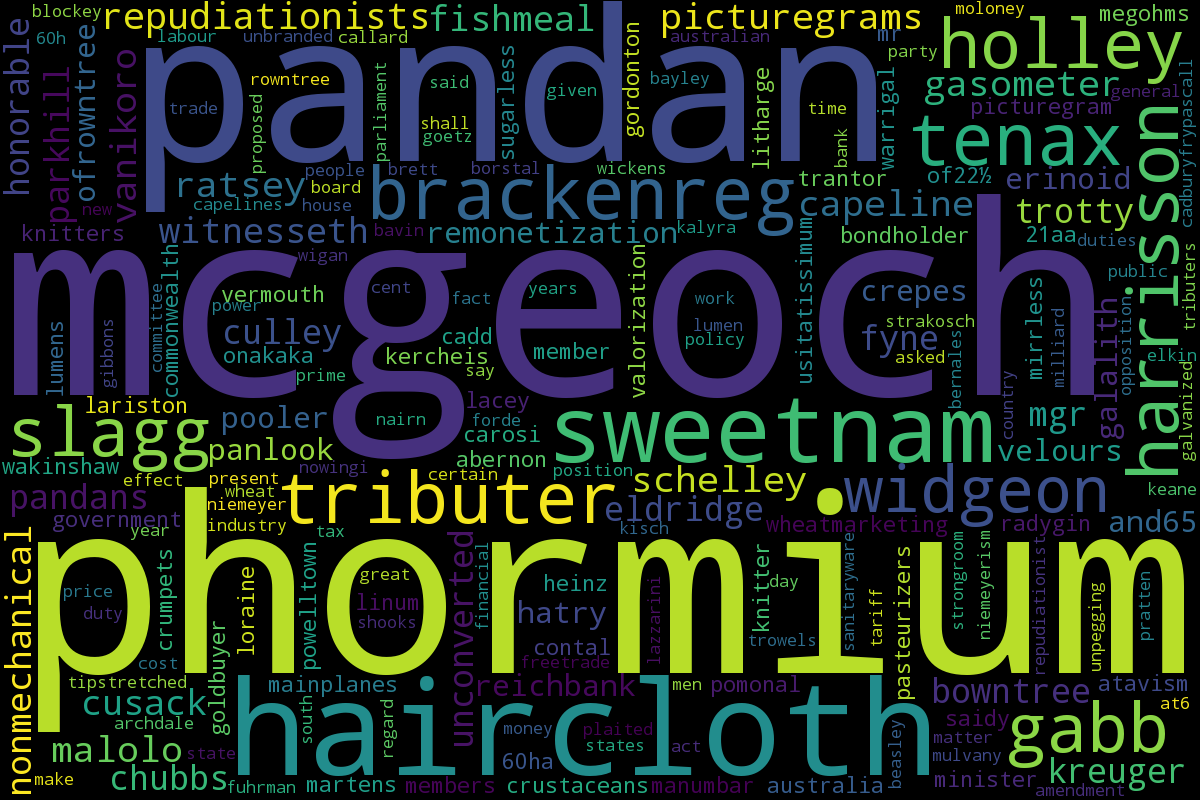 blockey
60h
labour
unbranded
callard
repudiationists
fishmeal
picturegrams
moloney
megohms
australian
mr
party
holley
honorable
parkhill
ofrowntree
vanikoro
pandan
rowntree
trade
proposed
parliament
said
shall
goetz
sugarless
given
gordonton
bayley
litharge
time
bank
warrigal
gasometer
general
picturegram
cadburyfrypascall
tenax
harrisson
new
knitters
ratsey
capelines
people
board
house
brett
borstal
wickens
brackenreg
trantor
capeline
of22½
erinoid
trotty
witnesseth
bavin
remonetization
kalyra
bondholder
21aa
duties
tributers
wigan
commonwealth
committee
mcgeoch
vermouth
power
cent
fact
years
work
lumen
policy
valorization
usitatissimum
crepes
strakosch
fyne
asked
bernales
mirrless
milliard
public
opposition
elkin
galvanized
galalith
lumens
gibbons
culley
onakaka
prime
kercheis
cadd
say
member
country
lariston
slagg
pooler
panlook
nairn
lacey
forde
carosi
abernon
sweetnam
mgr
velours
wakinshaw
effect
present
nowingi
certain
position
schelley
widgeon
keane
pandans
government
wheat
niemeyer
industry
year
tax
tributer
eldridge
kisch
wheatmarketing
radygin
and65
nonmechanical
phormium
price
duty
crumpets
loraine
powelltown
great
linum
shooks
unconverted
financial
heinz
hatry
contal
freetrade
lazzarini
knitter
day
trowels
sanitaryware
tariff
pasteurizers
strongroom
niemeyerism
repudiationist
unpegging
pratten
cost
tipstretched
cusack
archdale
goldbuyer
mainplanes
reichbank
men
pomonal
bowntree
atavism
at6
haircloth
south
regard
money
plaited
states
act
saidy
matter
mulvany
gabb
malolo
state
make
chubbs
fuhrman
martens
members
60ha
crustaceans
manumbar
australia
beasley
minister
kreuger
amendment